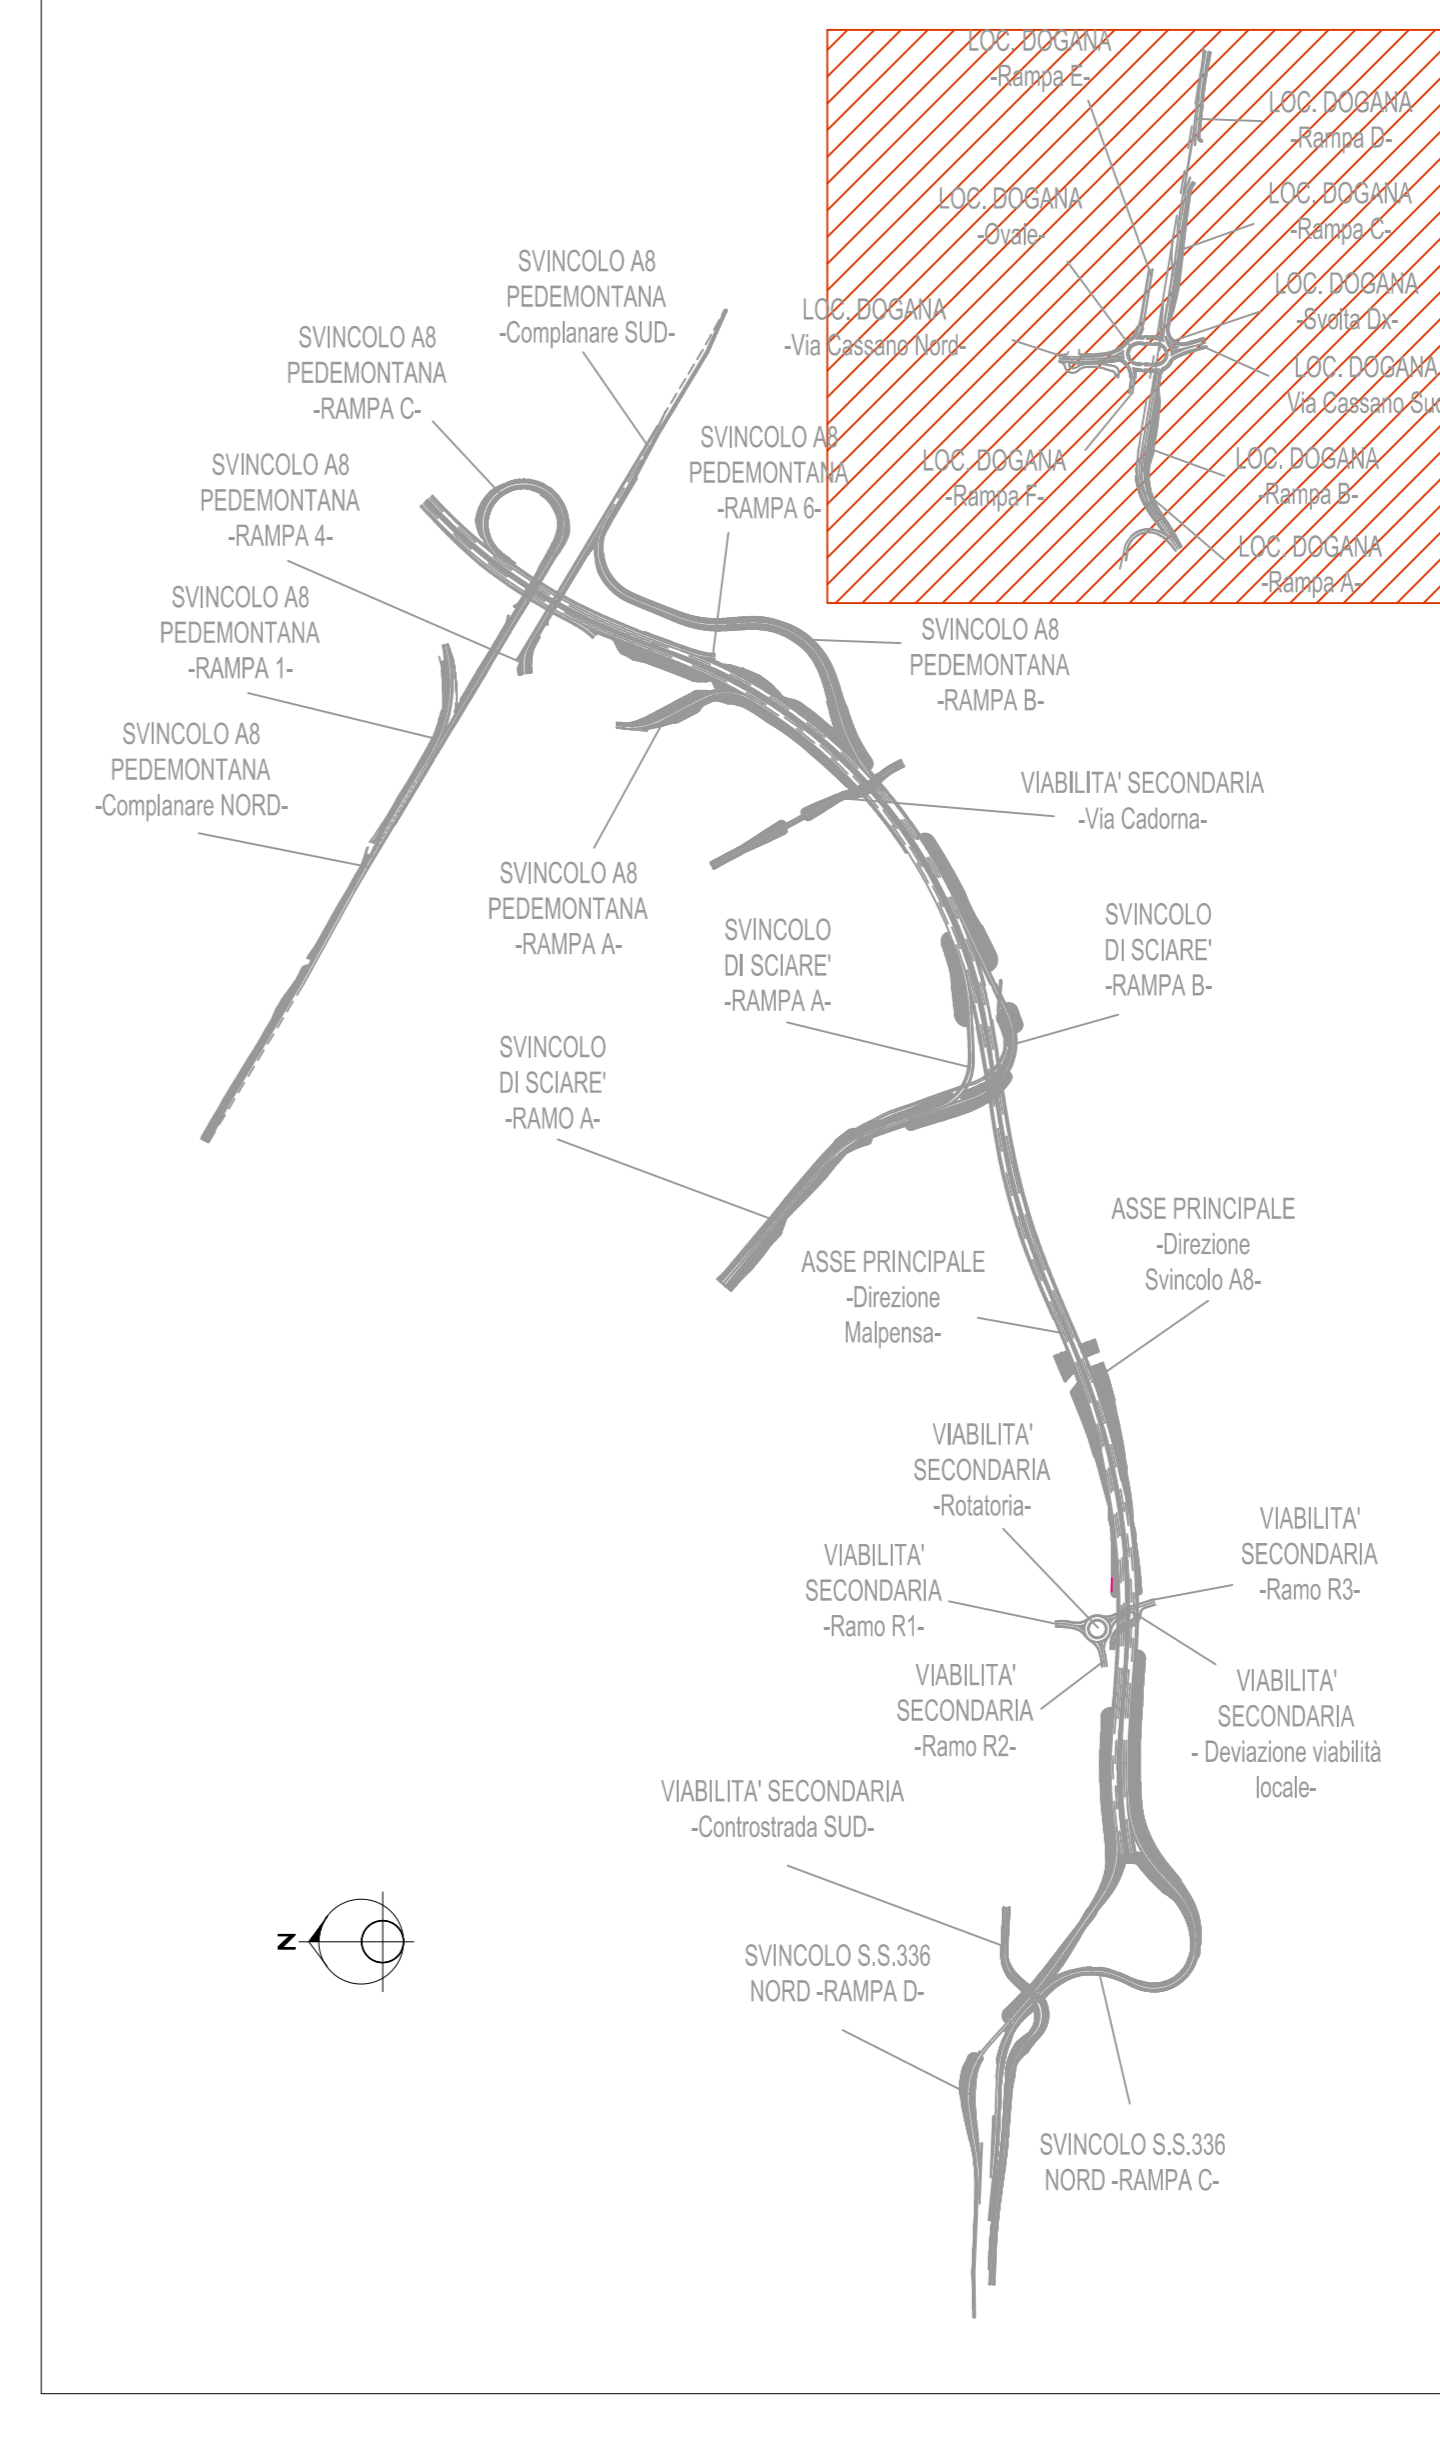 LOC. DOGANA
-Rampa E-
LOC. DOGANA
-Rampa D-
LOC. DOGANA
-Ovale-
LOC. DOGANA
-Rampa C-
SVINCOLO A8
PEDEMONTANA
-Complanare SUD-
LOC. DOGANA
-Svolta Dx-
LOC. DOGANA
-Via Cassano Nord-
SVINCOLO A8
PEDEMONTANA
-RAMPA C-
LOC. DOGANA
Via Cassano Sud
SVINCOLO A8
PEDEMONTANA
-RAMPA 6-
LOC. DOGANA
-Rampa F-
LOC. DOGANA
-Rampa B-
SVINCOLO A8
PEDEMONTANA
-RAMPA 4-
LOC. DOGANA
-Rampa A-
SVINCOLO A8
PEDEMONTANA
-RAMPA 1-
SVINCOLO A8
PEDEMONTANA
-RAMPA B-
SVINCOLO A8
PEDEMONTANA
-Complanare NORD-
VIABILITA' SECONDARIA
-Via Cadorna-
SVINCOLO A8
PEDEMONTANA
-RAMPA A-
SVINCOLO
DI SCIARE'
-RAMPA A-
SVINCOLO
DI SCIARE'
-RAMPA B-
SVINCOLO
DI SCIARE'
-RAMO A-
ASSE PRINCIPALE
-Direzione
Svincolo A8-
ASSE PRINCIPALE
-Direzione
Malpensa-
VIABILITA'
SECONDARIA
-Rotatoria-
VIABILITA'
SECONDARIA
-Ramo R3-
VIABILITA'
SECONDARIA
-Ramo R1-
VIABILITA'
SECONDARIA
-Ramo R2-
VIABILITA'
SECONDARIA
- Deviazione viabilità
locale-
VIABILITA' SECONDARIA
-Controstrada SUD-
N
SVINCOLO S.S.336
NORD -RAMPA D-
SVINCOLO S.S.336
NORD -RAMPA C-